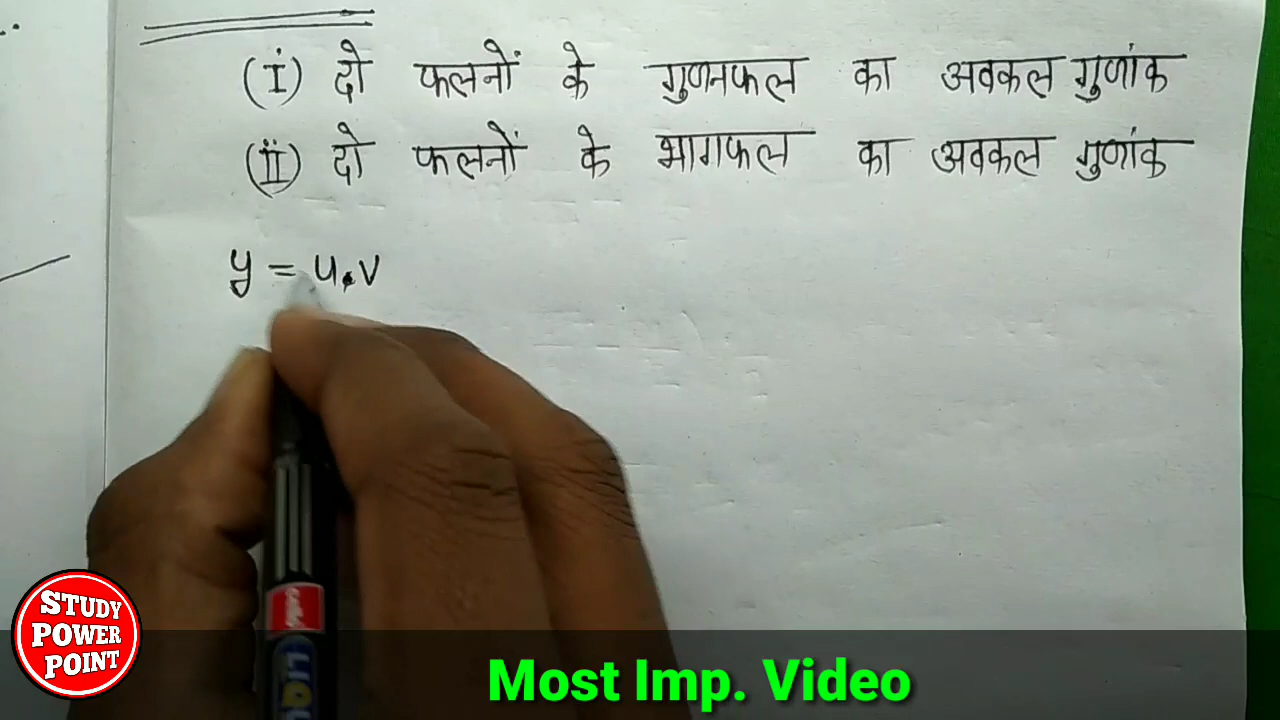 (i) दो फलनों के गुणनफल का अवकल गुणांक
(ii) दो फलनों के भागफल का अवकल गुणांक
y = u.v
STUDY
POWER
POINT
Most Imp. Video